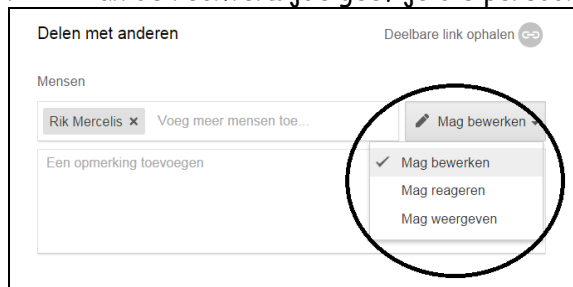 Delen met anderen Deelbare link ophalen
Mensen
Rik Mercelis × Voeg meer mensen toe... Mag bewerken
Een opmerking toevoegen
✓ Mag bewerken
Mag reageren
Mag weergeven